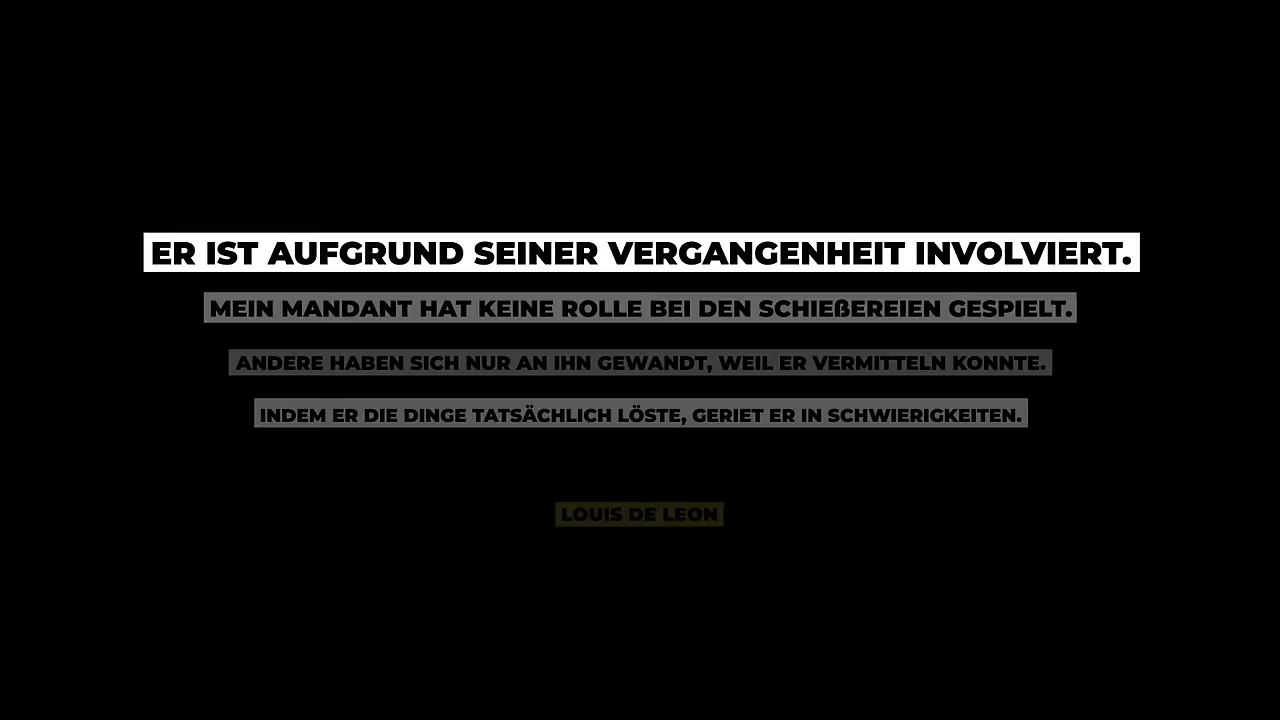 ER IST AUFGRUND SEINER VERGANGENHEIT INVOLVIERT.
MEIN MANDANT HAT KEINE ROLLE BEI DEN SCHIEßEREIEN GESPIELT.
ANDERE HABEN SICH NUR AN IHN GEWANDT, WEIL ER VERMITTELN KONNTE.
INDEM ER DIE DINGE TATSÄCHLICH LÖSTE, GERIET ER IN SCHWIERIGKEITEN.
LOUIS DE LEON